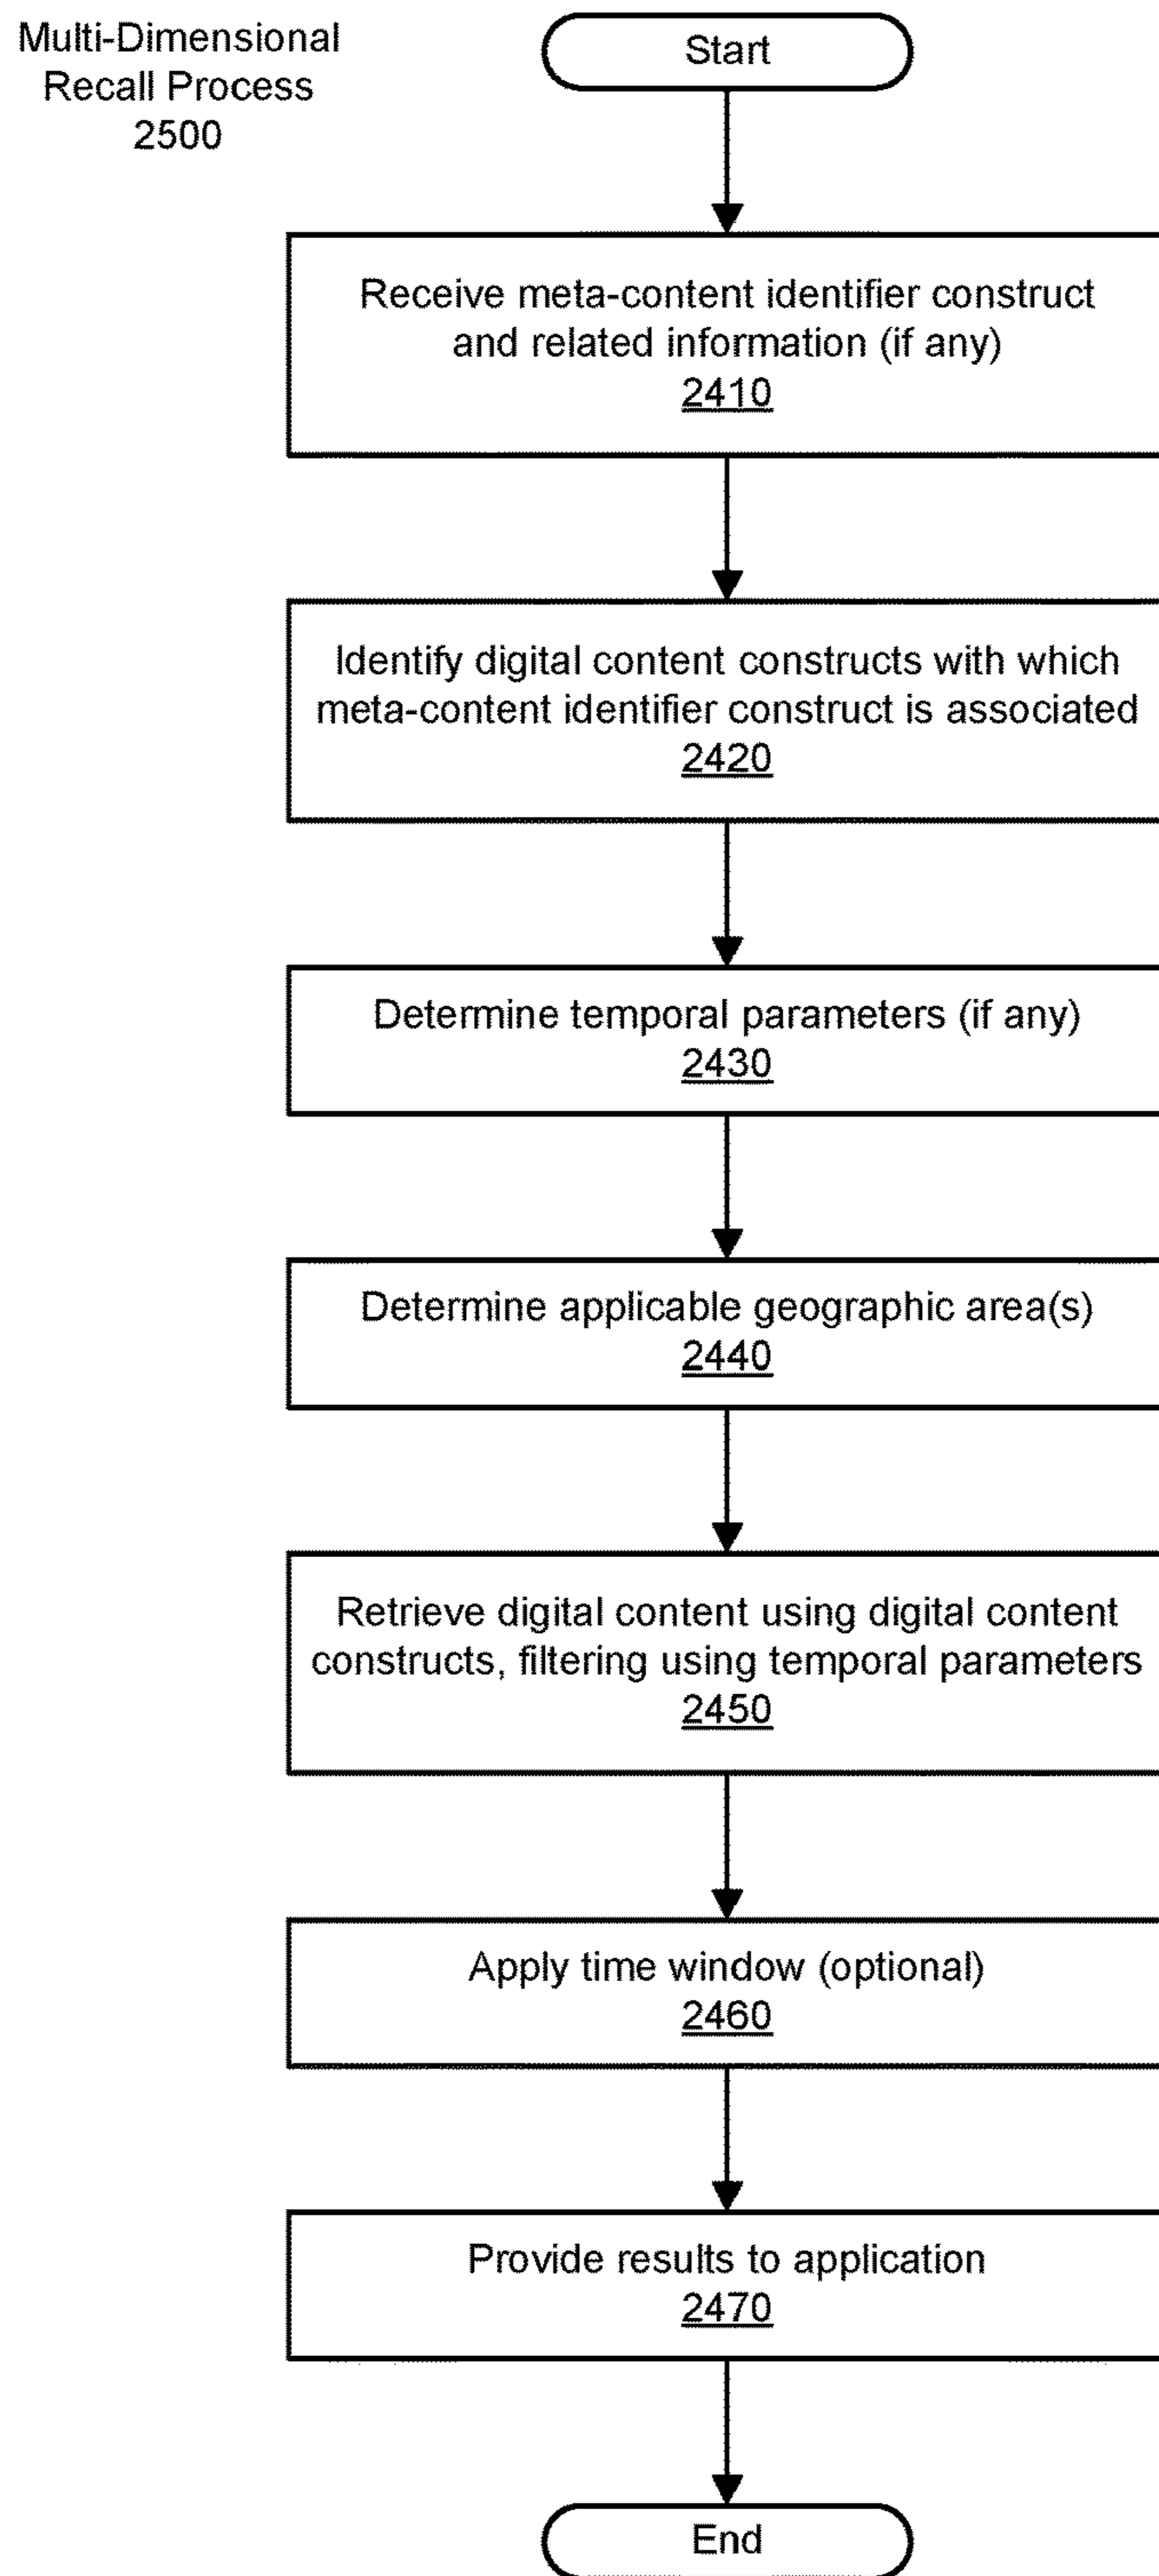 Multi-Dimensional
Recall Process
2500
Start
Receive meta-content identifier construct
and related information (if any)
2410
Identify digital content constructs with which
meta-content identifier construct is associated
2420
Determine temporal parameters (if any)
2430
Determine applicable geographic area(s)
2440
Retrieve digital content using digital content
constructs, filtering using temporal parameters
2450
Apply time window (optional)
2460
Provide results to application
2470
End